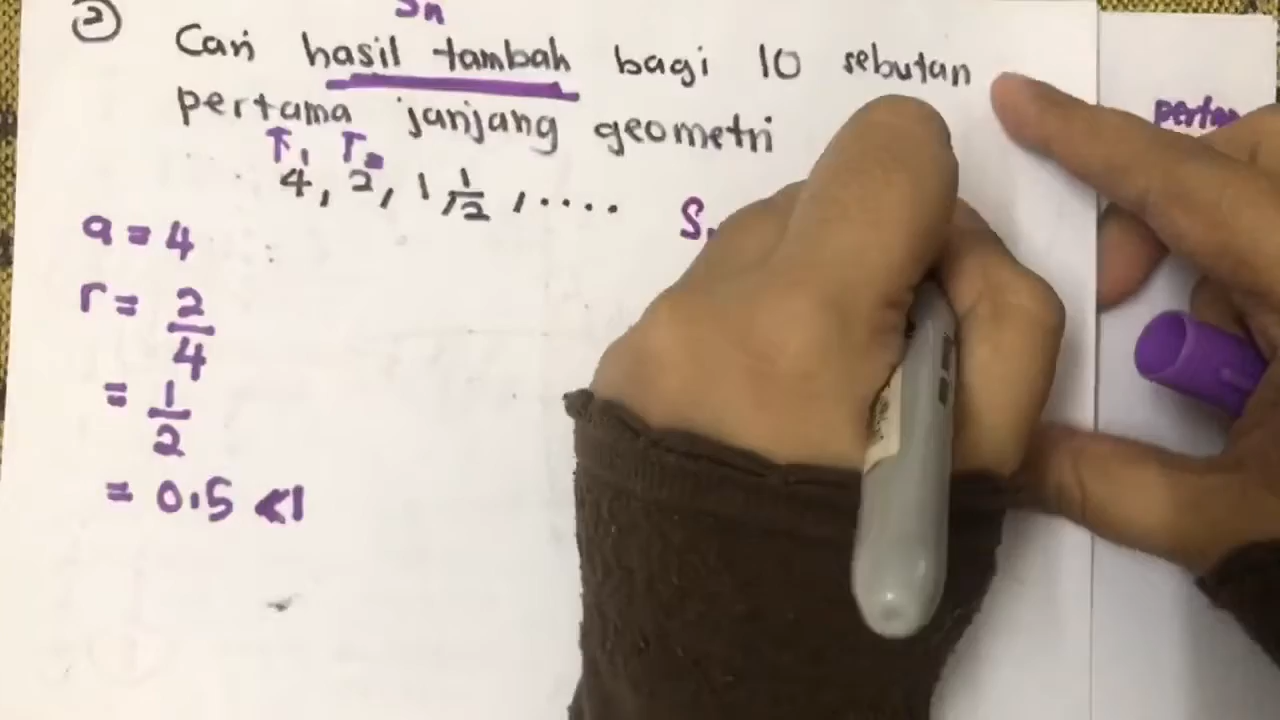 Sn
② Cari hasil tambah bagi 10 sebutan
pertama janjang geometri
T1 T2
4, 2, 1, 1/2, ....
a = 4
r = 2/4
= 1/2
= 0.5 <1
S